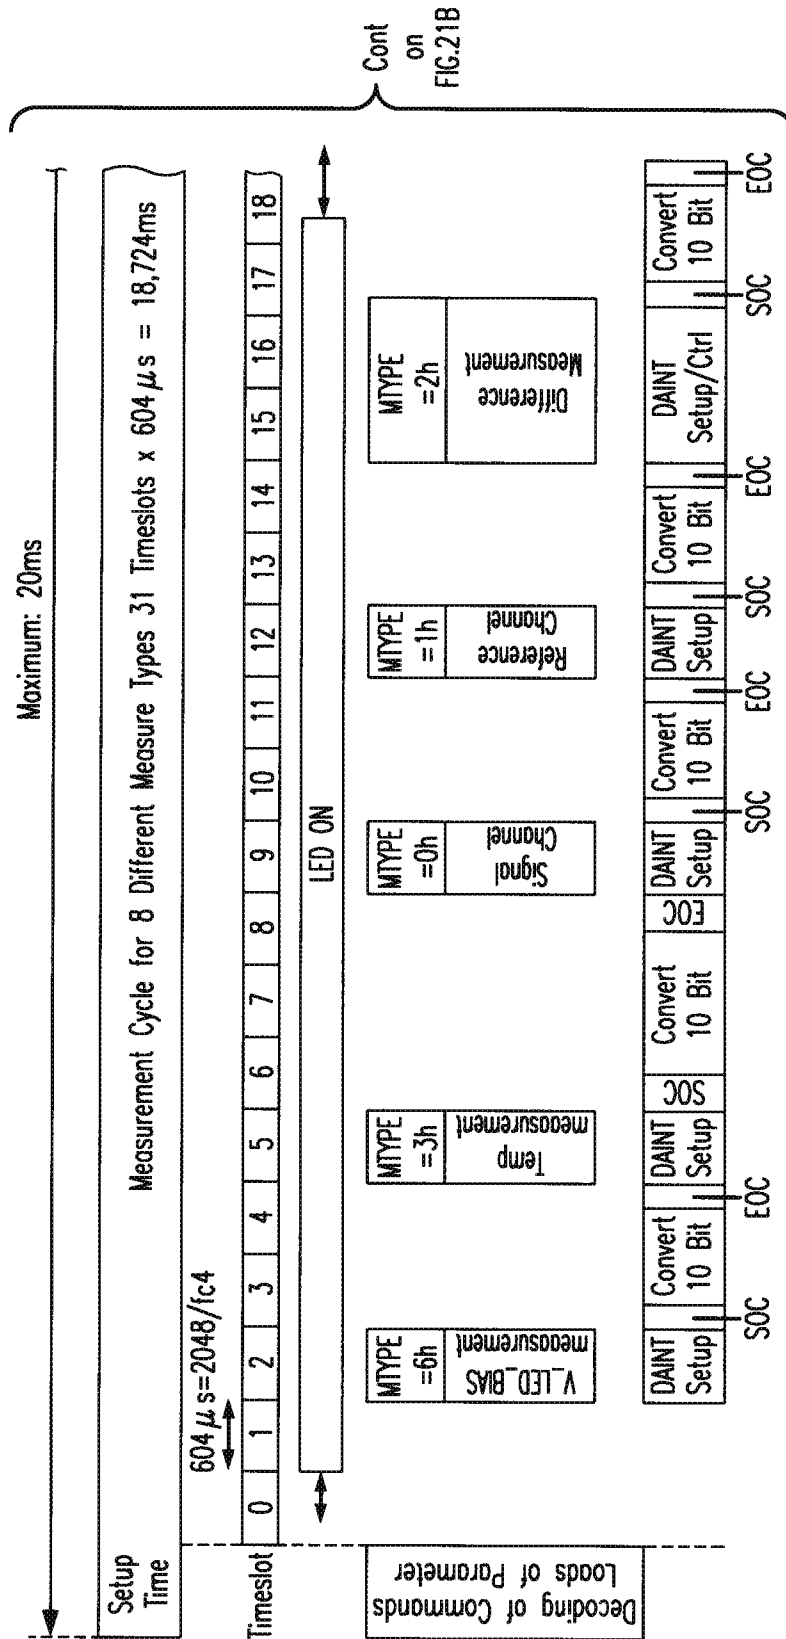 Maximum: 20ms
Setup
Time
Measurement Cycle for 8 Different Measure Types 31 Timeslots x 604μs = 18,724ms
604μs=2048/fc4
Timeslot
0 1 2 3 4 5 6 7 8 9 10 11 12 13 14 15 16 17 18
LED ON
Decoding of Commands
Loads of Parameter
MTYPE
=6h
V_LED_BIAS
measurement
MTYPE
=3h
Temp
measurement
MTYPE
=0h
Signal
Channel
MTYPE
=1h
Reference
Channel
MTYPE
=2h
Difference
Measurement
DAINT
Setup
SOC
Convert
10 Bit
EOC
DAINT
Setup
SOC
Convert
10 Bit
EOC
DAINT
Setup
SOC
Convert
10 Bit
EOC
DAINT
Setup
SOC
Convert
10 Bit
EOC
DAINT
Setup/Ctrl
SOC
Convert
10 Bit
EOC
Cont
on
FIG.21B